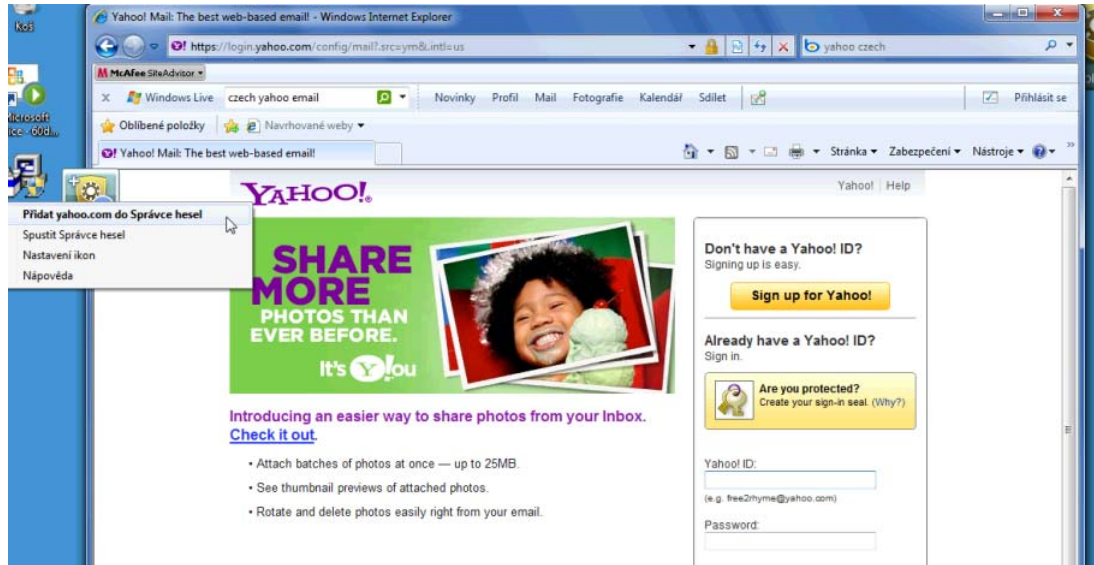 Koš
Yahoo! Mail: The best web-based email! - Windows Internet Explorer
https://login.yahoo.com/config/mail?.src=ym&.intl=us
yahoo czech
McAfee SiteAdvisor
X Windows Live czech yahoo email Novinky Profil Mail Fotografie Kalendář Sdílet Přihlásit se
Oblíbené položky Navrhované weby
Yahoo! Mail: The best web-based email! Stránka Zabezpečení Nástroje
YAHOO!
Yahoo! Help
Přidat yahoo.com do Správce hesel
Spustit Správce hesel
Nastavení ikon
Nápověda
SHARE
MORE
PHOTOS THAN
EVER BEFORE.
It's Y!ou
Introducing an easier way to share photos from your Inbox.
Check it out.
• Attach batches of photos at once — up to 25MB.
• See thumbnail previews of attached photos.
• Rotate and delete photos easily right from your email.
Don't have a Yahoo! ID?
Signing up is easy.
Sign up for Yahoo!
Already have a Yahoo! ID?
Sign in.
Are you protected?
Create your sign-in seal. (Why?)
Yahoo! ID:
(e.g. free2rhyme@yahoo.com)
Password: